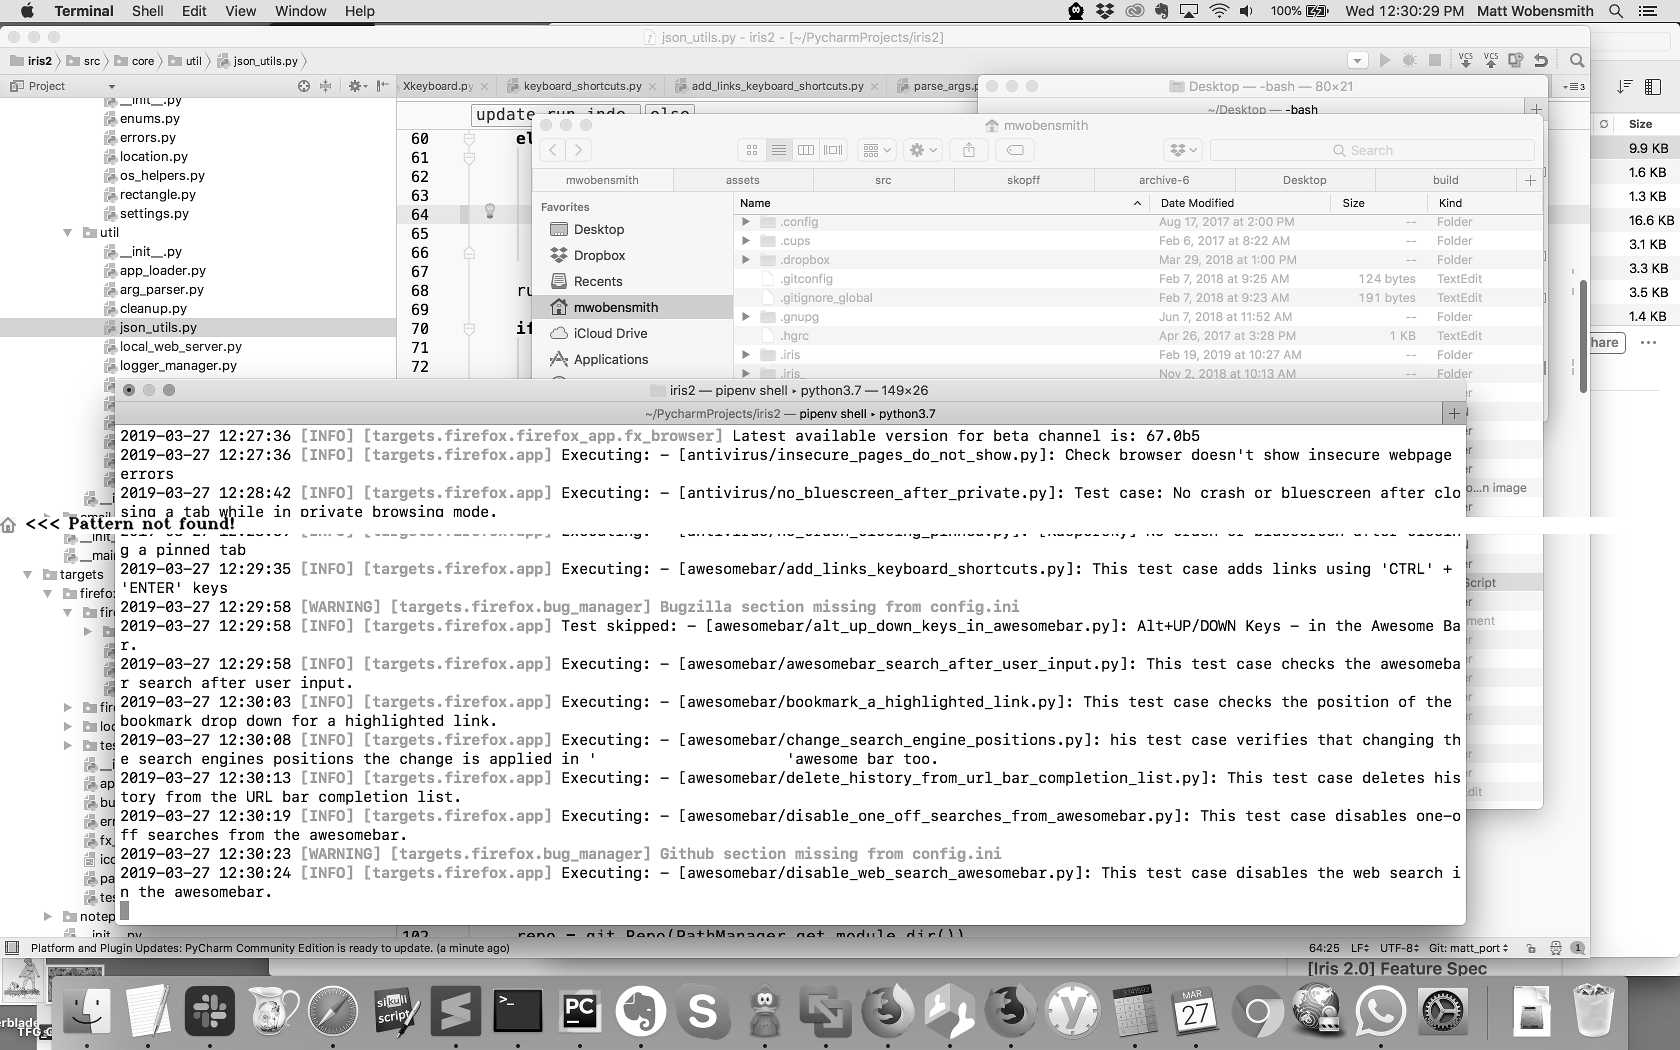 Terminal Shell Edit View Window Help 100% Wed 12:30:29 PM Matt Wobensmith
json_utils.py - iris2 - [~/PycharmProjects/iris2]
iris2 src core util json_utils.py
Project
Xkeyboard.py keyboard_shortcuts.py add_links_keyboard_shortcuts.py parse_args.p
__init__.py
enums.py
errors.py
location.py
os_helpers.py
rectangle.py
settings.py
util
__init__.py
app_loader.py
arg_parser.py
cleanup.py
json_utils.py
local_web_server.py
logger_manager.py
60 el
61
62
63
64
65
66
67
68 ru
69
70 if
71
72
Desktop — -bash — 80×21
~/Desktop — -bash
mwobensmith
Search
mwobensmith assets src skopff archive-6 Desktop build
Favorites
Desktop
Dropbox
Recents
mwobensmith
iCloud Drive
Applications
Name Date Modified Size Kind
.config Aug 17, 2017 at 2:00 PM -- Folder
.cups Feb 6, 2017 at 8:22 AM -- Folder
.dropbox Mar 29, 2018 at 1:00 PM -- Folder
.gitconfig Feb 7, 2018 at 9:25 AM 124 bytes TextEdit
.gitignore_global Feb 7, 2018 at 9:23 AM 191 bytes TextEdit
.gnupg Jun 7, 2018 at 11:52 AM -- Folder
.hgrc Apr 26, 2017 at 3:28 PM 1 KB TextEdit
.iris Feb 19, 2019 at 10:27 AM -- Folder
.iris_ Nov 2, 2018 at 10:13 AM -- Folder
Size
9.9 KB
1.6 KB
1.3 KB
16.6 KB
3.1 KB
3.3 KB
3.5 KB
1.4 KB
hare
iris2 — pipenv shell ▸ python3.7 — 149×26
~/PycharmProjects/iris2 — pipenv shell ▸ python3.7
2019-03-27 12:27:36 [INFO] [targets.firefox.firefox_app.fx_browser] Latest available version for beta channel is: 67.0b5
2019-03-27 12:27:36 [INFO] [targets.firefox.app] Executing: - [antivirus/insecure_pages_do_not_show.py]: Check browser doesn't show insecure webpage
errors
2019-03-27 12:28:42 [INFO] [targets.firefox.app] Executing: - [antivirus/no_bluescreen_after_private.py]: Test case: No crash or bluescreen after clo
sing a tab while in private browsing mode.
<<< Pattern not found!
g a pinned tab
2019-03-27 12:29:35 [INFO] [targets.firefox.app] Executing: - [awesomebar/add_links_keyboard_shortcuts.py]: This test case adds links using 'CTRL' +
'ENTER' keys
2019-03-27 12:29:58 [WARNING] [targets.firefox.bug_manager] Bugzilla section missing from config.ini
2019-03-27 12:29:58 [INFO] [targets.firefox.app] Test skipped: - [awesomebar/alt_up_down_keys_in_awesomebar.py]: Alt+UP/DOWN Keys - in the Awesome Ba
r.
2019-03-27 12:29:58 [INFO] [targets.firefox.app] Executing: - [awesomebar/awesomebar_search_after_user_input.py]: This test case checks the awesomeba
r search after user input.
2019-03-27 12:30:03 [INFO] [targets.firefox.app] Executing: - [awesomebar/bookmark_a_highlighted_link.py]: This test case checks the position of the
bookmark drop down for a highlighted link.
2019-03-27 12:30:08 [INFO] [targets.firefox.app] Executing: - [awesomebar/change_search_engine_positions.py]: his test case verifies that changing th
e search engines positions the change is applied in ' 'awesome bar too.
2019-03-27 12:30:13 [INFO] [targets.firefox.app] Executing: - [awesomebar/delete_history_from_url_bar_completion_list.py]: This test case deletes his
tory from the URL bar completion list.
2019-03-27 12:30:19 [INFO] [targets.firefox.app] Executing: - [awesomebar/disable_one_off_searches_from_awesomebar.py]: This test case disables one-o
ff searches from the awesomebar.
2019-03-27 12:30:23 [WARNING] [targets.firefox.bug_manager] Github section missing from config.ini
2019-03-27 12:30:24 [INFO] [targets.firefox.app] Executing: - [awesomebar/disable_web_search_awesomebar.py]: This test case disables the web search i
n the awesomebar.
targets
firefo
fire
notep
o...n image
Script
Platform and Plugin Updates: PyCharm Community Edition is ready to update. (a minute ago) 64:25 LF UTF-8 Git: matt_port 1
[Iris 2.0] Feature Spec
sikuli
script
PC
MAR
27